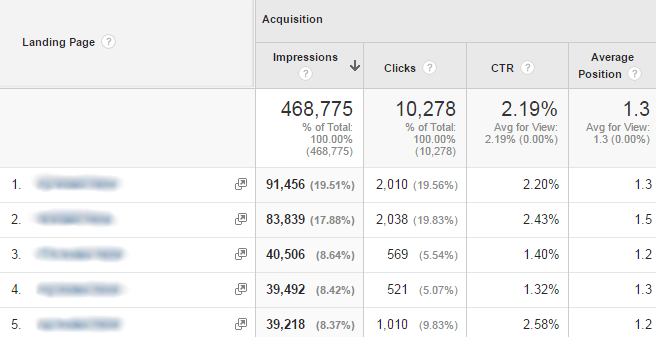 Landing Page ?
Acquisition
Impressions ?
Clicks ?
CTR ?
Average Position ?
468,775
% of Total:
100.00%
(468,775)
10,278
% of Total:
100.00%
(10,278)
2.19%
Avg for View:
2.19% (0.00%)
1.3
Avg for View:
1.3 (0.00%)
1. 91,456 (19.51%) 2,010 (19.56%) 2.20% 1.3
2. 83,839 (17.88%) 2,038 (19.83%) 2.43% 1.5
3. 40,506 (8.64%) 569 (5.54%) 1.40% 1.2
4. 39,492 (8.42%) 521 (5.07%) 1.32% 1.3
5. 39,218 (8.37%) 1,010 (9.83%) 2.58% 1.2